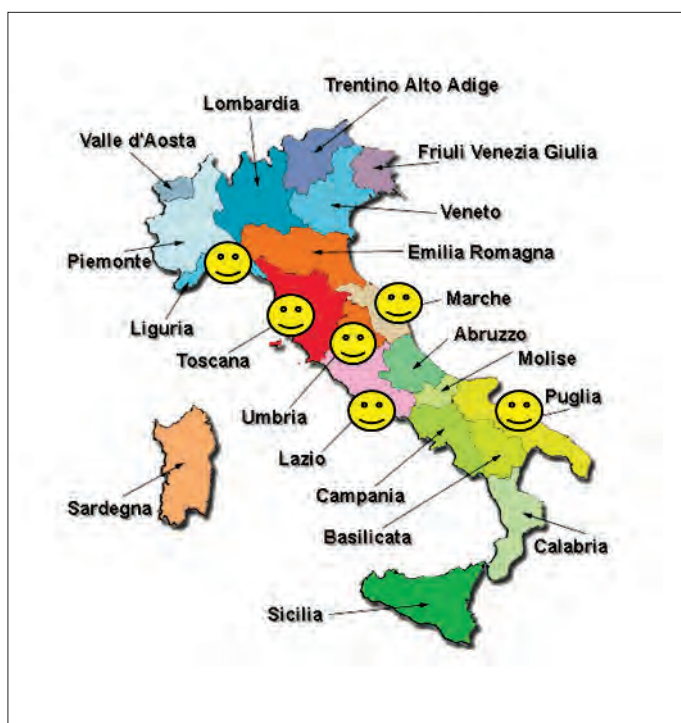 Trentino Alto Adige
Lombardia
Valle d'Aosta
Friuli Venezia Giulia
Veneto
Emilia Romagna
Piemonte
Marche
Liguria
Abruzzo
Toscana
Molise
Puglia
Umbria
Lazio
Campania
Sardegna
Basilicata
Calabria
Sicilia